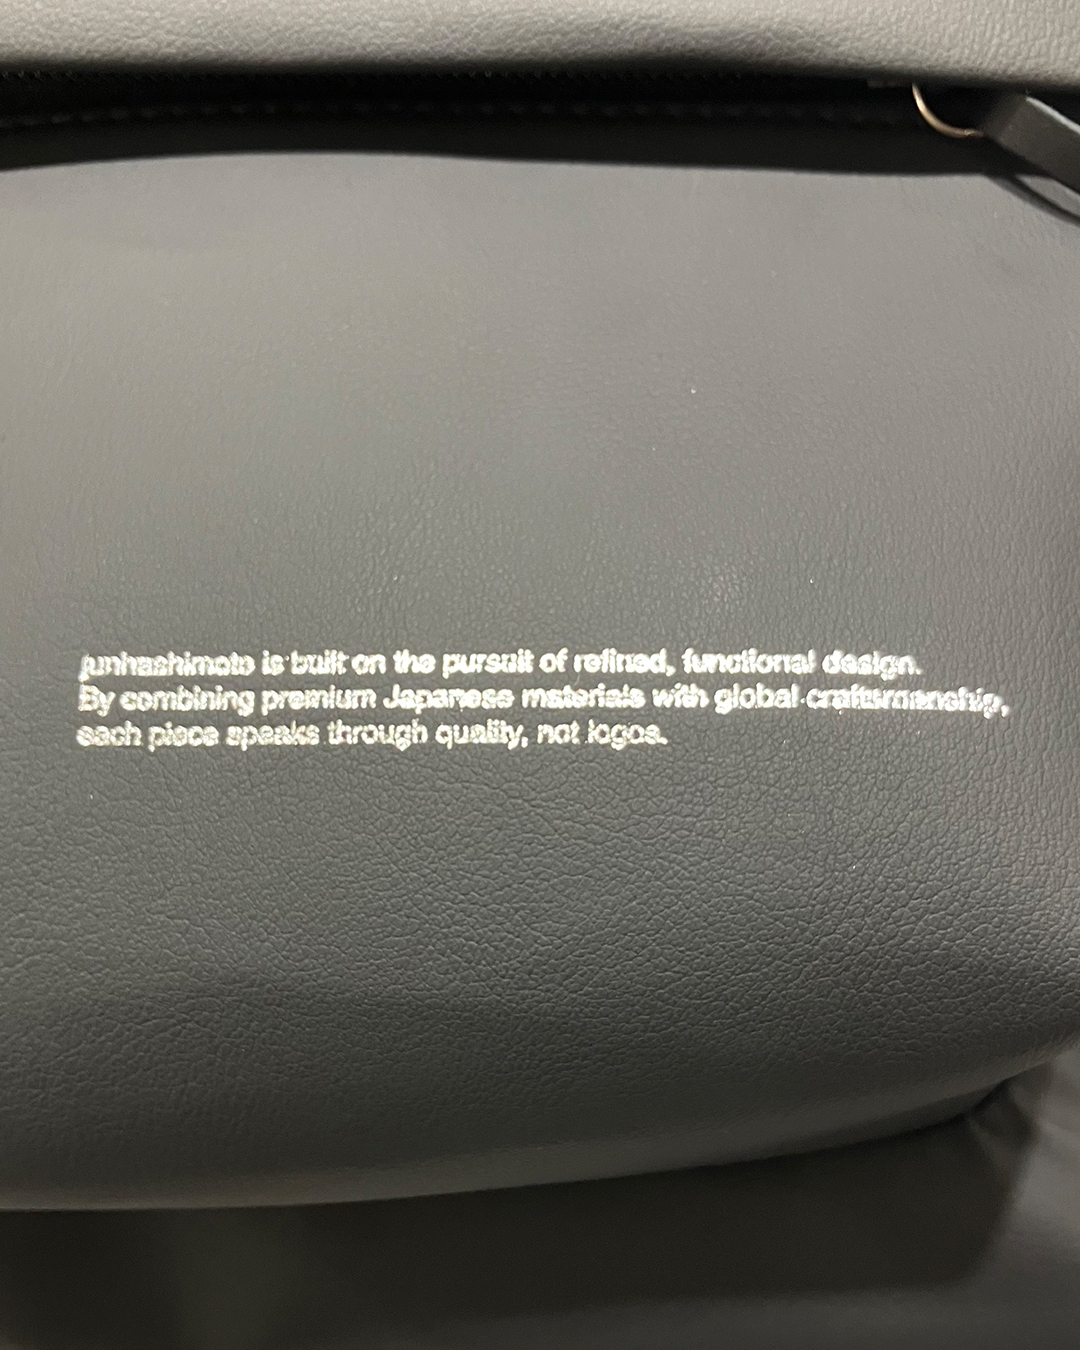 junhashimoto is built on the pursuit of refined, functional design.
By combining premium Japanese materials with global craftsmanship,
each piece speaks through quality, not logos.